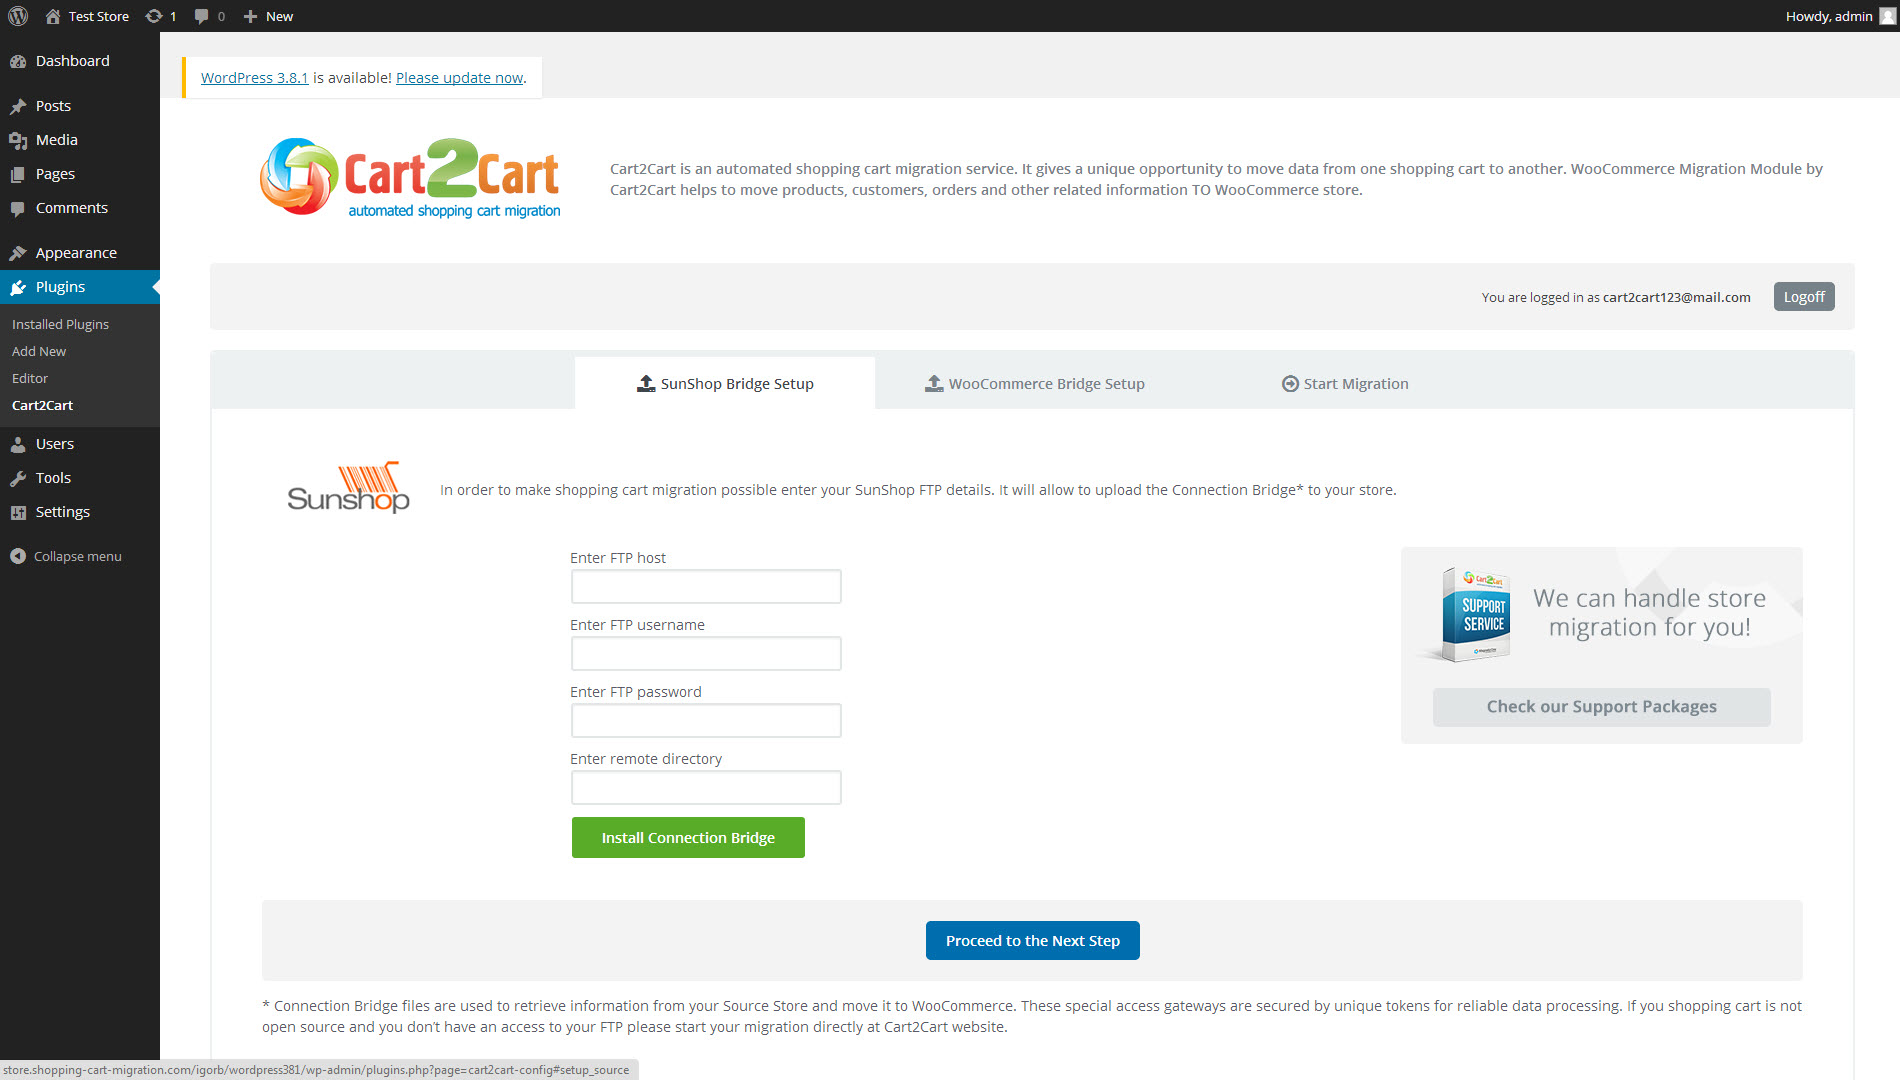 Test Store 1 0 New
Howdy, admin
Dashboard
Posts
Media
Pages
Comments
Appearance
Plugins
Installed Plugins
Add New
Editor
Cart2Cart
Users
Tools
Settings
Collapse menu
WordPress 3.8.1 is available! Please update now.
Cart2Cart
automated shopping cart migration
Cart2Cart is an automated shopping cart migration service. It gives a unique opportunity to move data from one shopping cart to another. WooCommerce Migration Module by
Cart2Cart helps to move products, customers, orders and other related information TO WooCommerce store.
You are logged in as cart2cart123@mail.com
Logoff
SunShop Bridge Setup
WooCommerce Bridge Setup
Start Migration
Sunshop
In order to make shopping cart migration possible enter your SunShop FTP details. It will allow to upload the Connection Bridge* to your store.
Enter FTP host
Enter FTP username
Enter FTP password
Enter remote directory
Install Connection Bridge
Cart2Cart
SUPPORT
SERVICE
We can handle store
migration for you!
Check our Support Packages
Proceed to the Next Step
* Connection Bridge files are used to retrieve information from your Source Store and move it to WooCommerce. These special access gateways are secured by unique tokens for reliable data processing. If you shopping cart is not
open source and you don't have an access to your FTP please start your migration directly at Cart2Cart website.
store.shopping-cart-migration.com/igorb/wordpress381/wp-admin/plugins.php?page=cart2cart-config#setup_source